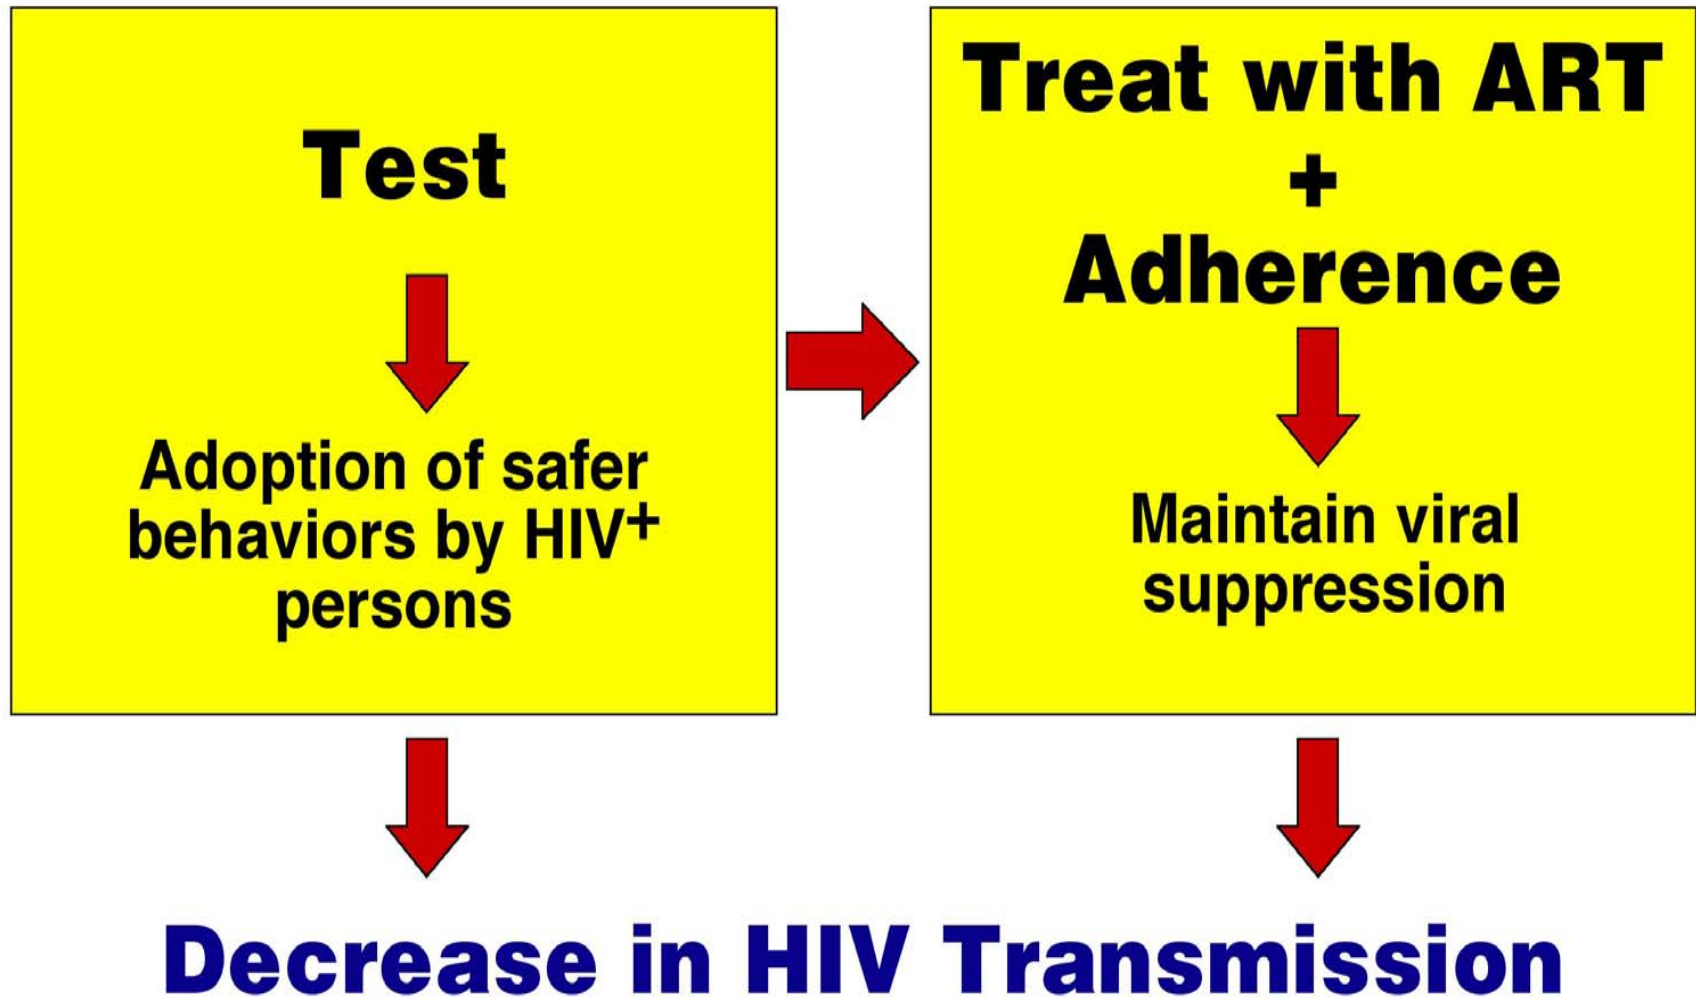 Test
Adoption of safer
behaviors by HIV⁺
persons
Treat with ART
+
Adherence
Maintain viral
suppression
Decrease in HIV Transmission